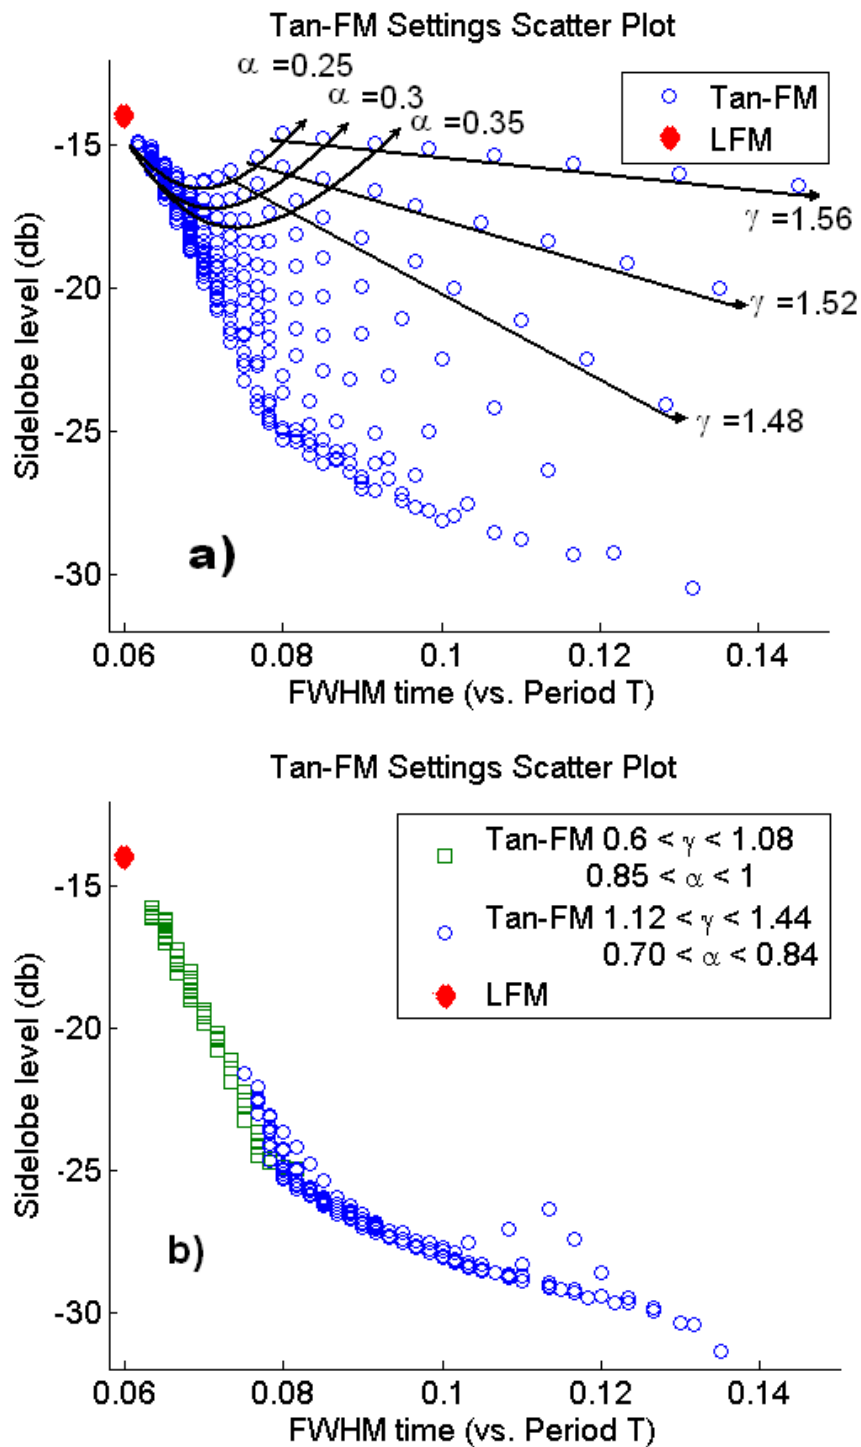 Tan-FM Settings Scatter Plot
α =0.25
α =0.3
α =0.35
Tan-FM
LFM
γ =1.56
γ =1.52
γ =1.48
a)
Sidelobe level (db)
-15
-20
-25
-30
0.06 0.08 0.1 0.12 0.14
FWHM time (vs. Period T)
Tan-FM Settings Scatter Plot
Tan-FM 0.6 < γ < 1.08
0.85 < α < 1
Tan-FM 1.12 < γ < 1.44
0.70 < α < 0.84
LFM
b)
Sidelobe level (db)
-15
-20
-25
-30
0.06 0.08 0.1 0.12 0.14
FWHM time (vs. Period T)